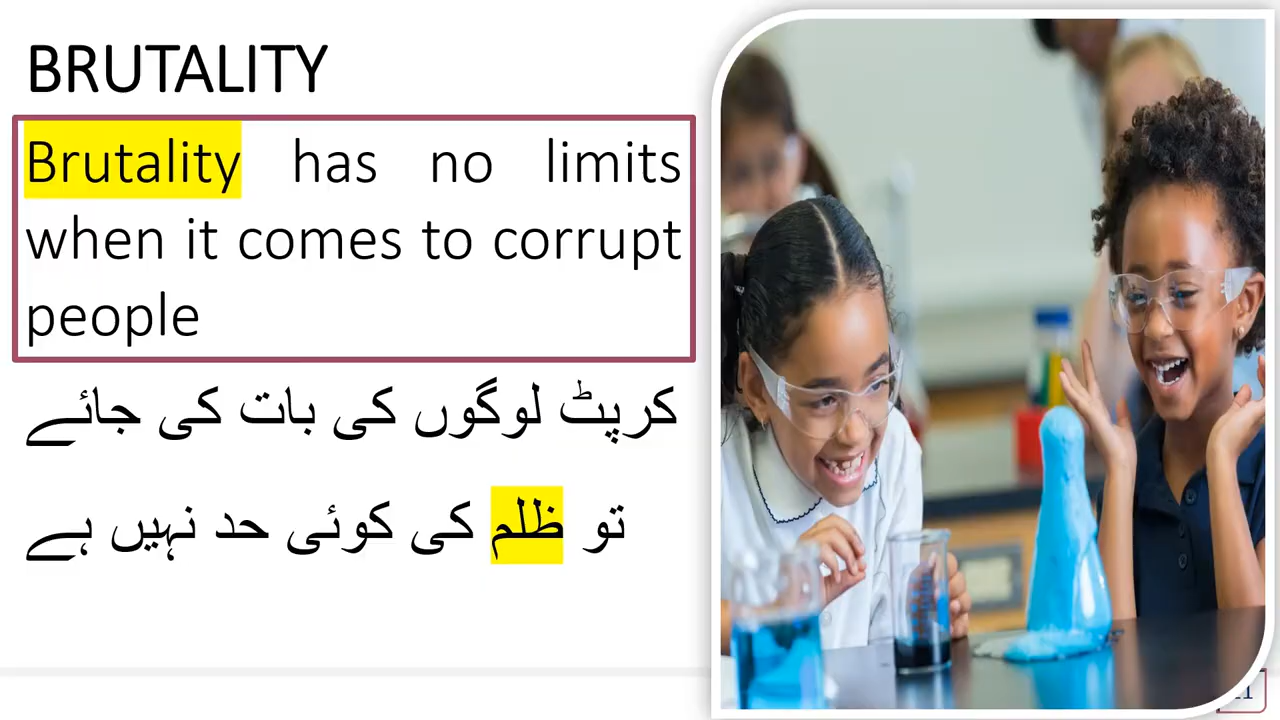 BRUTALITY
Brutality has no limits
when it comes to corrupt
people
کرپٹ لوگوں کی بات کی جائے
تو ظلم کی کوئی حد نہیں ہے